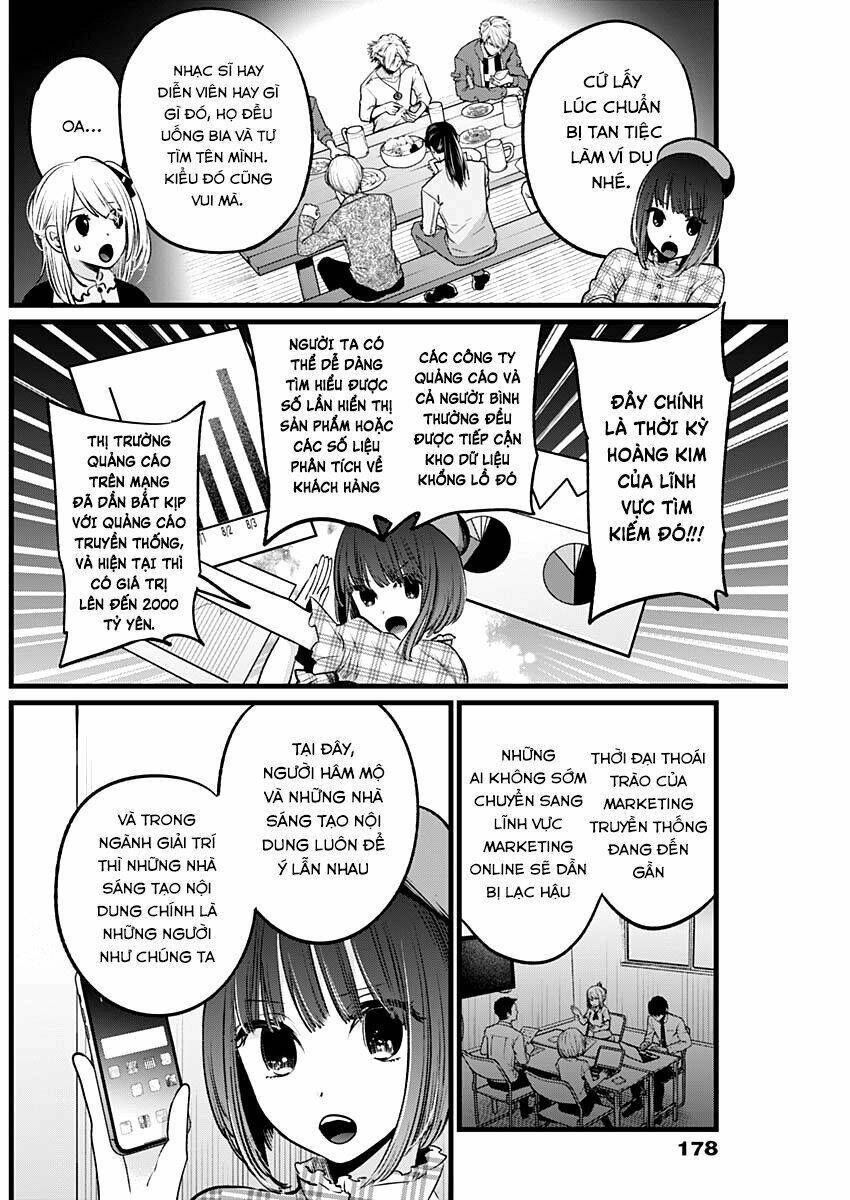 CỨ LẤY
LÚC CHUẨN
BỊ TAN TIỆC
LÀM VÍ DỤ
NHÉ.
NHẠC SĨ HAY
DIỄN VIÊN HAY GÌ
GÌ ĐÓ, HỌ ĐỀU
UỐNG BIA VÀ TỰ
TÌM TÊN MÌNH.
KIỂU ĐÓ CŨNG
VUI MÀ.
OA...
ĐÂY CHÍNH
LÀ THỜI KỲ
HOÀNG KIM
CỦA LĨNH
VỰC TÌM
KIẾM ĐÓ!!!
CÁC CÔNG TY
QUẢNG CÁO VÀ
CẢ NGƯỜI BÌNH
THƯỜNG ĐỀU
ĐƯỢC TIẾP CẬN
KHO DỮ LIỆU
KHỔNG LỒ ĐÓ
NGƯỜI TA CÓ
THỂ DỄ DÀNG
TÌM HIỂU ĐƯỢC
SỐ LẦN HIỂN THỊ
SẢN PHẨM HOẶC
CÁC SỐ LIỆU
PHÂN TÍCH VỀ
KHÁCH HÀNG
THỊ TRƯỜNG
QUẢNG CÁO
TRÊN MẠNG
ĐÃ DẦN BẮT KỊP
VỚI QUẢNG CÁO
TRUYỀN THỐNG,
VÀ HIỆN TẠI THÌ
CÓ GIÁ TRỊ
LÊN ĐẾN 2000
TỶ YÊN.
8/2 8/3
THỜI ĐẠI THOÁI
TRÀO CỦA
MARKETING
TRUYỀN THỐNG
ĐANG ĐẾN
GẦN
NHỮNG
AI KHÔNG SỚM
CHUYỂN SANG
LĨNH VỰC
MARKETING
ONLINE SẼ DẦN
BỊ LẠC HẬU
TẠI ĐÂY,
NGƯỜI HÂM MỘ
VÀ NHỮNG NHÀ
SÁNG TẠO NỘI
DUNG LUÔN ĐỂ
Ý LẪN NHAU
VÀ TRONG
NGÀNH GIẢI TRÍ
THÌ NHỮNG NHÀ
SÁNG TẠO NỘI
DUNG CHÍNH LÀ
NHỮNG NGƯỜI
NHƯ CHÚNG TA
178